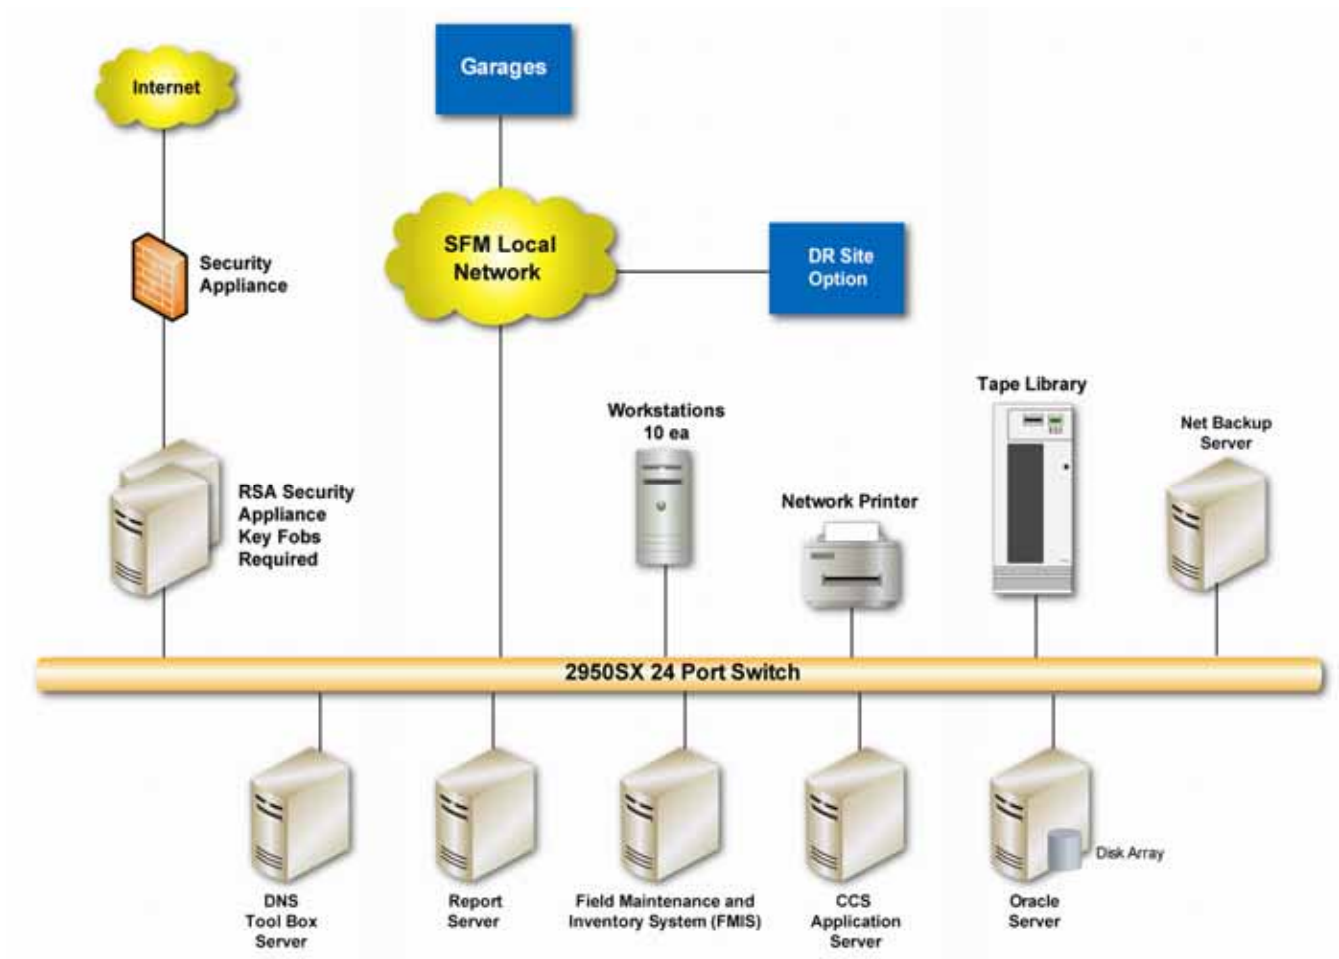 Garages
Internet
SFM Local
Network
DR Site
Option
Security
Appliance
Tape Library
Workstations
10 ea
Net Backup
Server
RSA Security
Appliance
Key Fobs
Required
Network Printer
2950SX 24 Port Switch
Disk Array
DNS
Tool Box
Server
Report
Server
Field Maintenance and
Inventory System (FMIS)
CCS
Application
Server
Oracle
Server